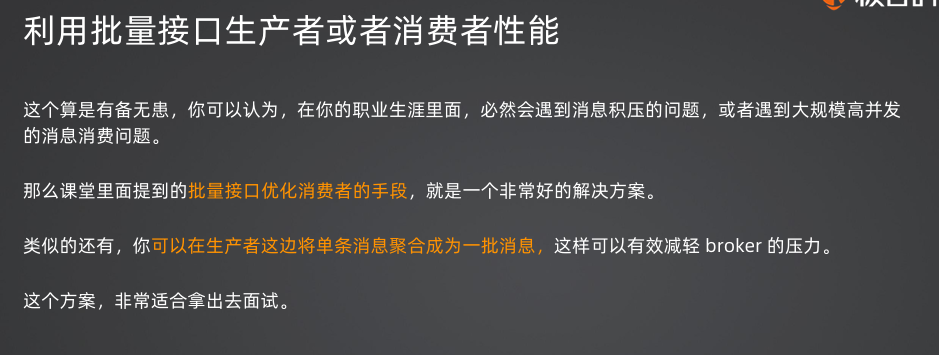 利用批量接口生产者或者消费者性能
这个算是有备无患，你可以认为，在你的职业生涯里面，必然会遇到消息积压的问题，或者遇到大规模高并发
的消息消费问题。
那么课堂里面提到的批量接口优化消费者的手段，就是一个非常好的解决方案。
类似的还有，你可以在生产者这边将单条消息聚合成为一批消息，这样可以有效减轻 broker 的压力。
这个方案，非常适合拿出去面试。